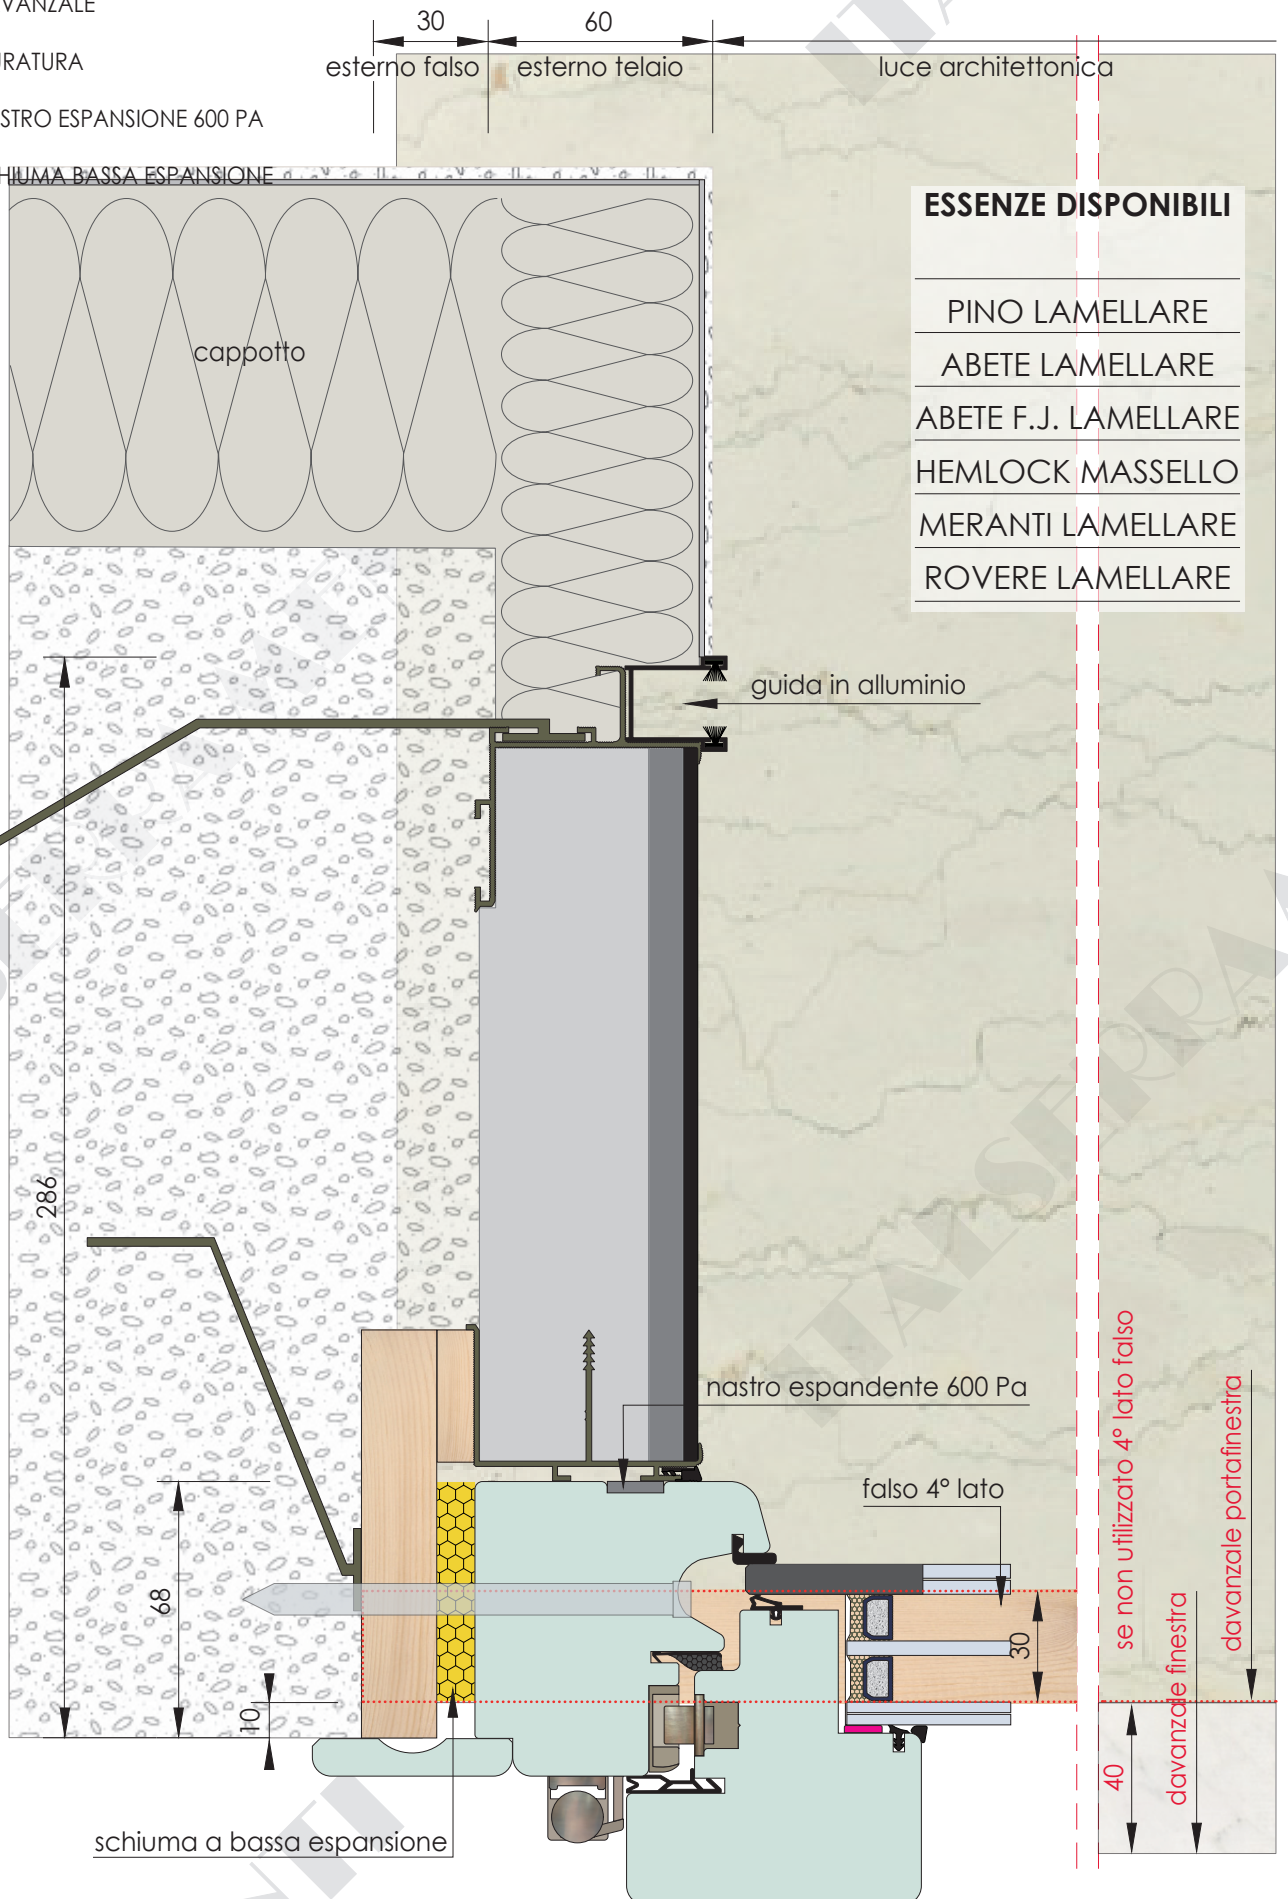 VANZALE
URATURA
STRO ESPANSIONE 600 PA
HIUMA BASSA ESPANSIONE
30
60
esterno falso
esterno telaio
luce architettonica
ESSENZE DISPONIBILI
PINO LAMELLARE
ABETE LAMELLARE
ABETE F.J. LAMELLARE
HEMLOCK MASSELLO
MERANTI LAMELLARE
ROVERE LAMELLARE
cappotto
guida in alluminio
286
nastro espandente 600 Pa
falso 4° lato
68
10
30
40
se non utilizzato 4° lato falso
davanzale finestra
davanzale portafinestra
schiuma a bassa espansione